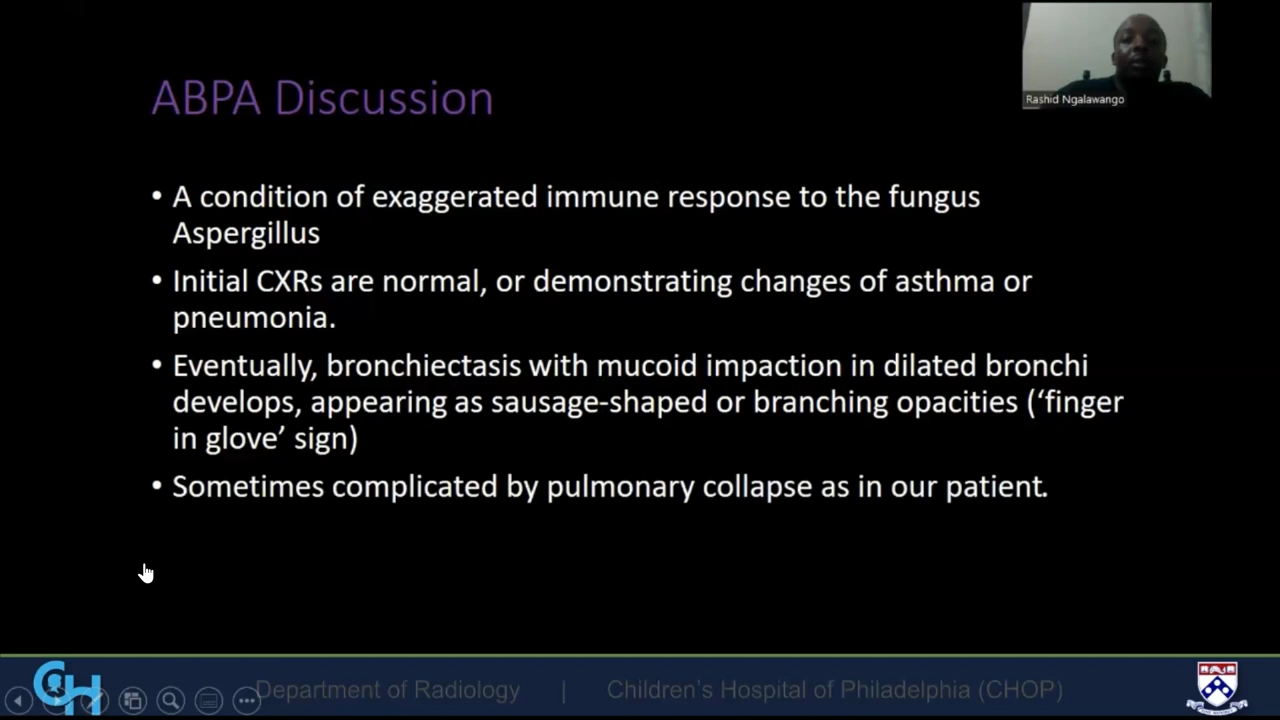 ABPA Discussion
Rashid Ngalawango
• A condition of exaggerated immune response to the fungus
Aspergillus
• Initial CXRs are normal, or demonstrating changes of asthma or
pneumonia.
• Eventually, bronchiectasis with mucoid impaction in dilated bronchi
develops, appearing as sausage-shaped or branching opacities (‘finger
in glove’ sign)
• Sometimes complicated by pulmonary collapse as in our patient.
CH
Department of Radiology | Children’s Hospital of Philadelphia (CHOP)